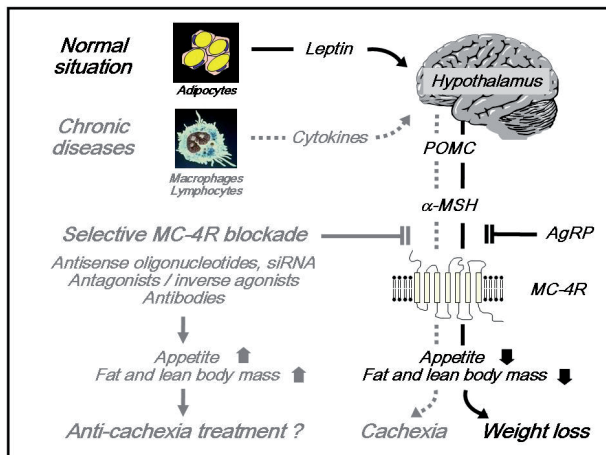 Normal
situation
Adipocytes
Leptin
Hypothalamus
Chronic
diseases
Macrophages
Lymphocytes
Cytokines
POMC
α-MSH
AgRP
MC-4R
Selective MC-4R blockade
Antisense oligonucleotides, siRNA
Antagonists / inverse agonists
Antibodies
Appetite
Fat and lean body mass
Anti-cachexia treatment ?
Appetite
Fat and lean body mass
Cachexia
Weight loss